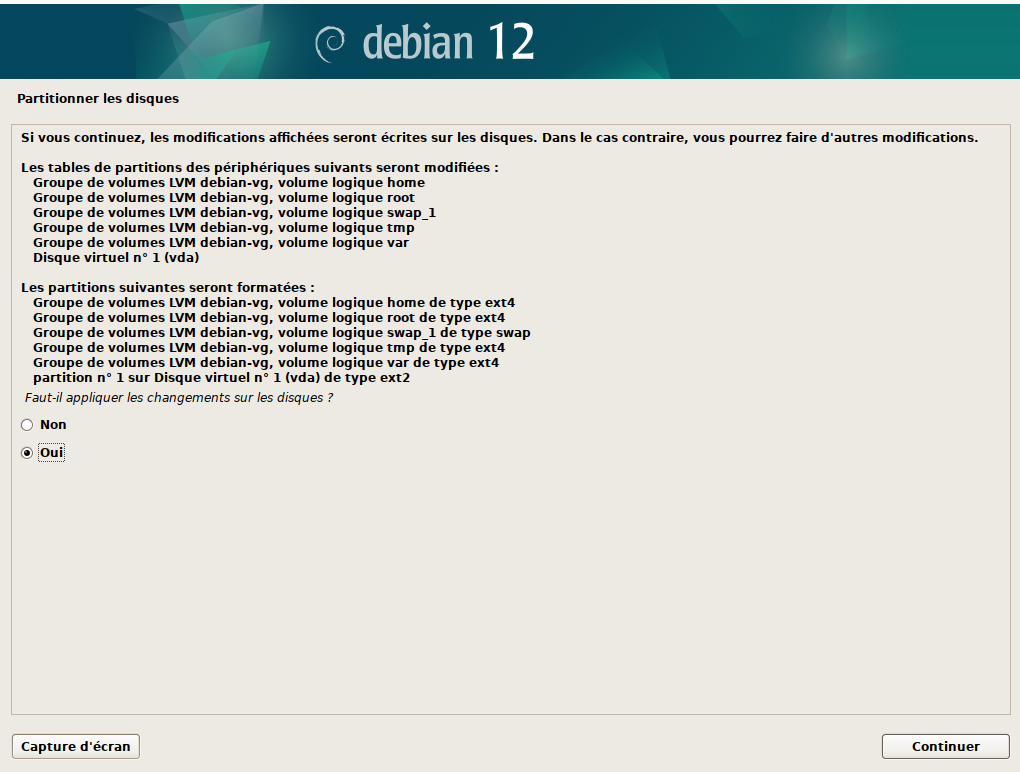 debian 12
Partitionner les disques
Si vous continuez, les modifications affichées seront écrites sur les disques. Dans le cas contraire, vous pourrez faire d'autres modifications.
Les tables de partitions des périphériques suivants seront modifiées :
Groupe de volumes LVM debian-vg, volume logique home
Groupe de volumes LVM debian-vg, volume logique root
Groupe de volumes LVM debian-vg, volume logique swap_1
Groupe de volumes LVM debian-vg, volume logique tmp
Groupe de volumes LVM debian-vg, volume logique var
Disque virtuel n° 1 (vda)
Les partitions suivantes seront formatées :
Groupe de volumes LVM debian-vg, volume logique home de type ext4
Groupe de volumes LVM debian-vg, volume logique root de type ext4
Groupe de volumes LVM debian-vg, volume logique swap_1 de type swap
Groupe de volumes LVM debian-vg, volume logique tmp de type ext4
Groupe de volumes LVM debian-vg, volume logique var de type ext4
partition n° 1 sur Disque virtuel n° 1 (vda) de type ext2
Faut-il appliquer les changements sur les disques ?
Non
Oui
Capture d'écran
Continuer